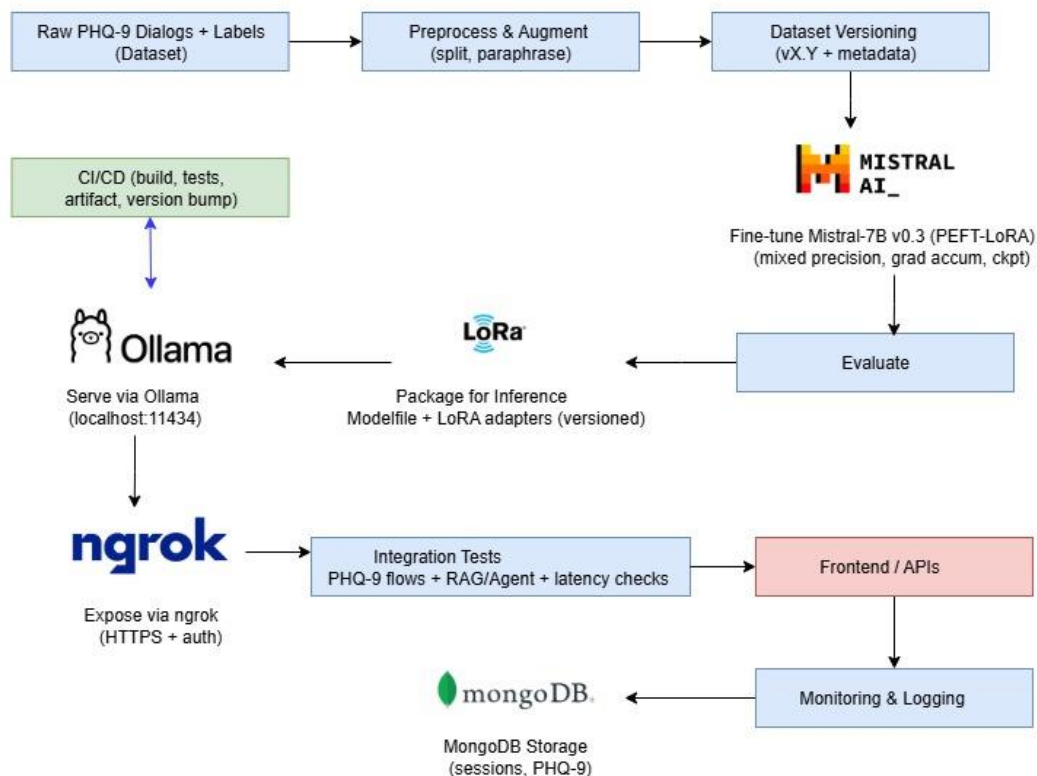 Raw PHQ-9 Dialogs + Labels
(Dataset)
Preprocess & Augment
(split, paraphrase)
Dataset Versioning
(vX.Y + metadata)
MISTRAL
AI_
CI/CD (build, tests,
artifact, version bump)
Fine-tune Mistral-7B v0.3 (PEFT-LoRA)
(mixed precision, grad accum, ckpt)
Ollama
LoRa
Evaluate
Serve via Ollama
(localhost:11434)
Package for Inference
Modelfile + LoRA adapters (versioned)
ngrok
Integration Tests
PHQ-9 flows + RAG/Agent + latency checks
Frontend / APIs
Expose via ngrok
(HTTPS + auth)
mongoDB
Monitoring & Logging
MongoDB Storage
(sessions, PHQ-9)